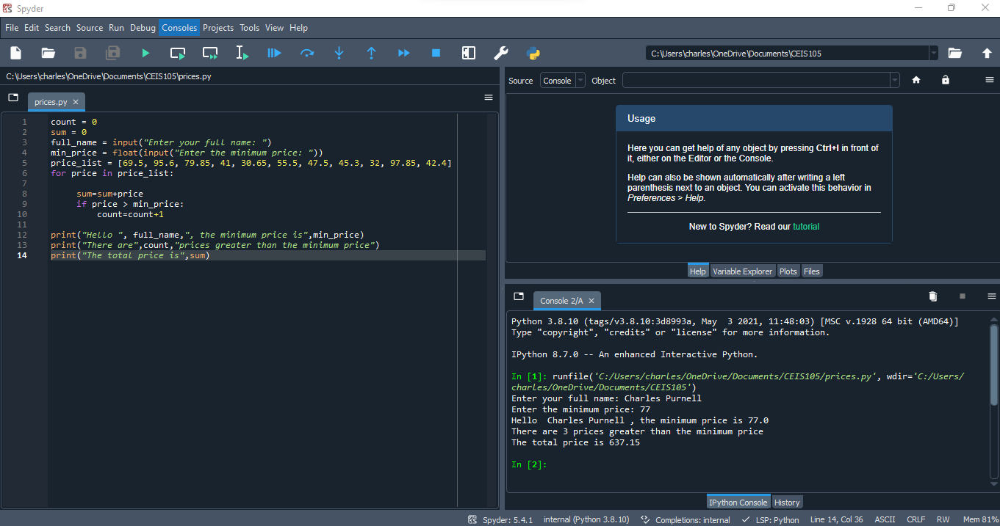 Spyder
File Edit Search Source Run Debug Consoles Projects Tools View Help
C:\Users\charles\OneDrive\Documents\CEIS105
C:\Users\charles\OneDrive\Documents\CEIS105\prices.py
prices.py
1 count = 0
2 sum = 0
3 full_name = input("Enter your full name: ")
4 min_price = float(input("Enter the minimum price: "))
5 price_list = [69.5, 95.6, 79.85, 41, 30.65, 55.5, 47.5, 45.3, 32, 97.85, 42.4]
6 for price in price_list:
7
8 sum=sum+price
9 if price > min_price:
10 count=count+1
11
12 print("Hello ", full_name,", the minimum price is",min_price)
13 print("There are",count,"prices greater than the minimum price")
14 print("The total price is",sum)
Source Console Object
Usage
Here you can get help of any object by pressing Ctrl+I in front of
it, either on the Editor or the Console.
Help can also be shown automatically after writing a left
parenthesis next to an object. You can activate this behavior in
Preferences > Help.
New to Spyder? Read our tutorial
Help Variable Explorer Plots Files
Console 2/A
Python 3.8.10 (tags/v3.8.10:3d8993a, May  3 2021, 11:48:03) [MSC v.1928 64 bit (AMD64)]
Type "copyright", "credits" or "license" for more information.
IPython 8.7.0 -- An enhanced Interactive Python.
In [1]: runfile('C:/Users/charles/OneDrive/Documents/CEIS105/prices.py', wdir='C:/Users/
charles/OneDrive/Documents/CEIS105')
Enter your full name: Charles Purnell
Enter the minimum price: 77
Hello  Charles Purnell , the minimum price is 77.0
There are 3 prices greater than the minimum price
The total price is 637.15
In [2]:
IPython Console History
Spyder: 5.4.1 internal (Python 3.8.10) Completions: internal LSP: Python Line 14, Col 36 ASCII CRLF RW Mem 81%